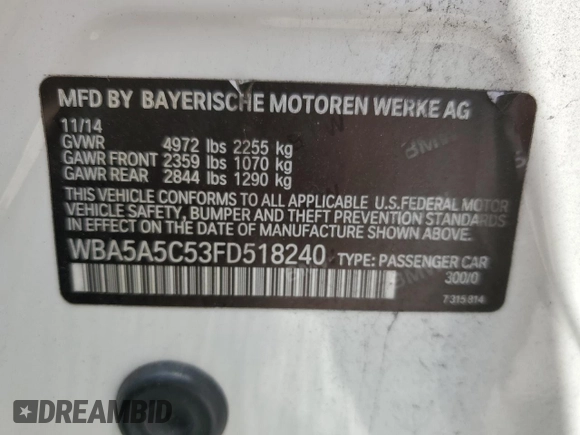 MFD BY BAYERISCHE MOTOREN WERKE AG
11/14
GVWR 4972 lbs 2255 kg
GAWR FRONT 2359 lbs 1070 kg
GAWR REAR 2844 lbs 1290 kg
THIS VEHICLE CONFORMS TO ALL APPLICABLE U.S.FEDERAL MOTOR
VEHICLE SAFETY, BUMPER AND THEFT PREVENTION STANDARDS
IN EFFECT ON THE DATE OF MANUFACTURE SHOWN ABOVE
WBA5A5C53FD518240 TYPE: PASSENGER CAR
300/0
7315814
DREAMBID